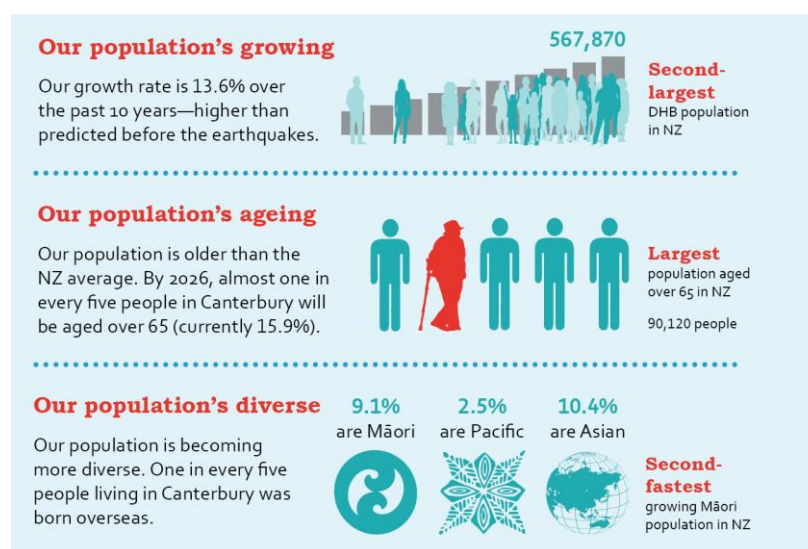 Our population's growing
Our growth rate is 13.6% over
the past 10 years—higher than
predicted before the earthquakes.
567,870
Second-
largest
DHB population
in NZ
Our population's ageing
Our population is older than the
NZ average. By 2026, almost one in
every five people in Canterbury will
be aged over 65 (currently 15.9%).
Largest
population aged
over 65 in NZ
90,120 people
Our population's diverse
Our population is becoming
more diverse. One in every five
people living in Canterbury was
born overseas.
9.1%
are Māori
2.5%
are Pacific
10.4%
are Asian
Second-
fastest
growing Māori
population in NZ